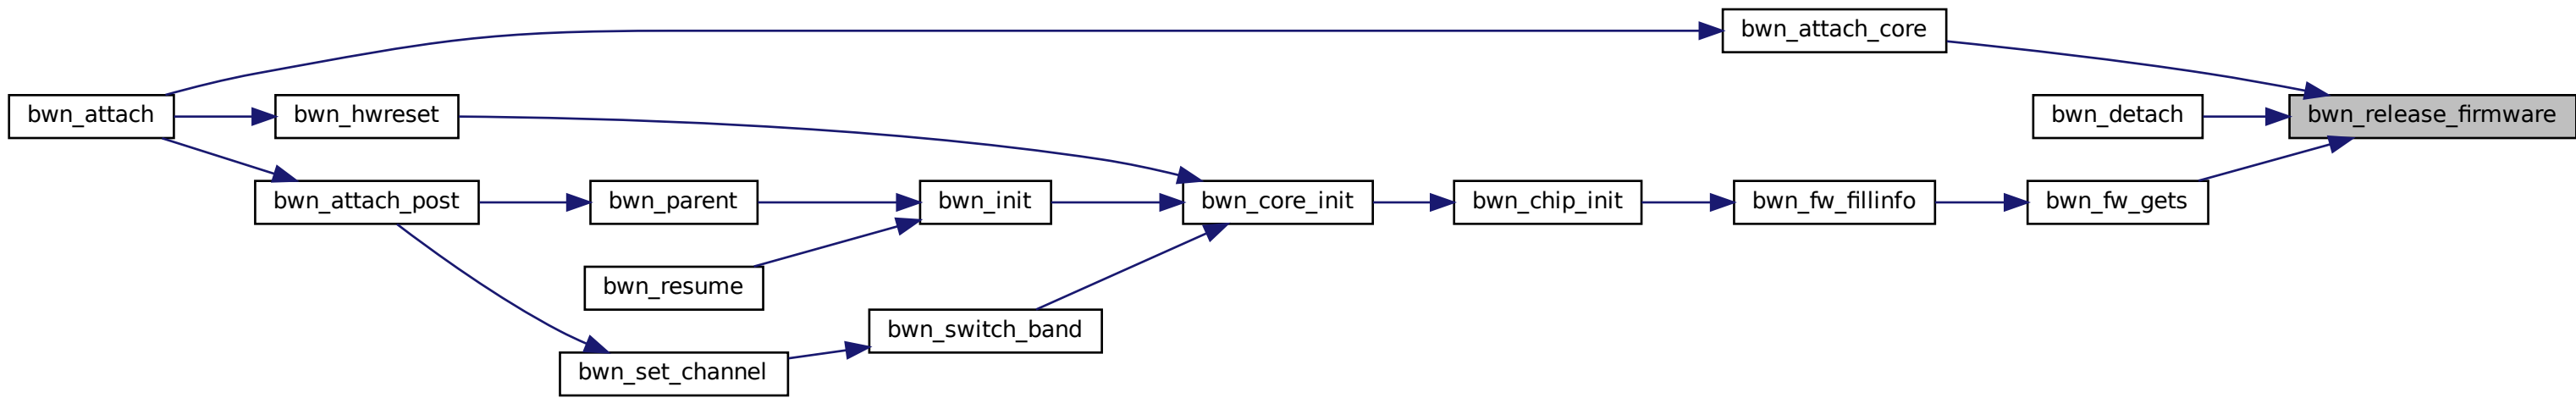 bwn_attach_core
bwn_attach
bwn_hwreset
bwn_detach
bwn_release_firmware
bwn_attach_post
bwn_parent
bwn_init
bwn_core_init
bwn_chip_init
bwn_fw_fillinfo
bwn_fw_gets
bwn_resume
bwn_switch_band
bwn_set_channel